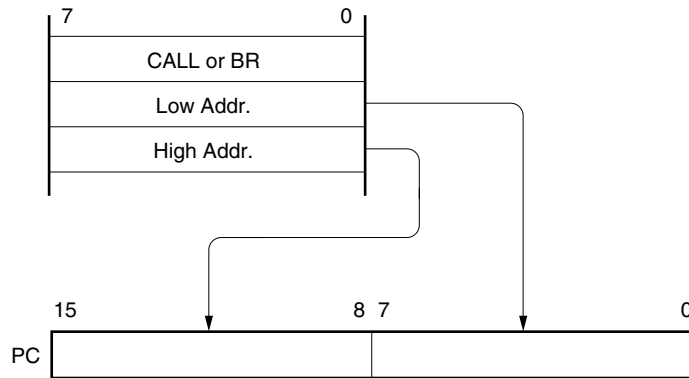 7 0
CALL or BR
Low Addr.
High Addr.
15 8 7 0
PC